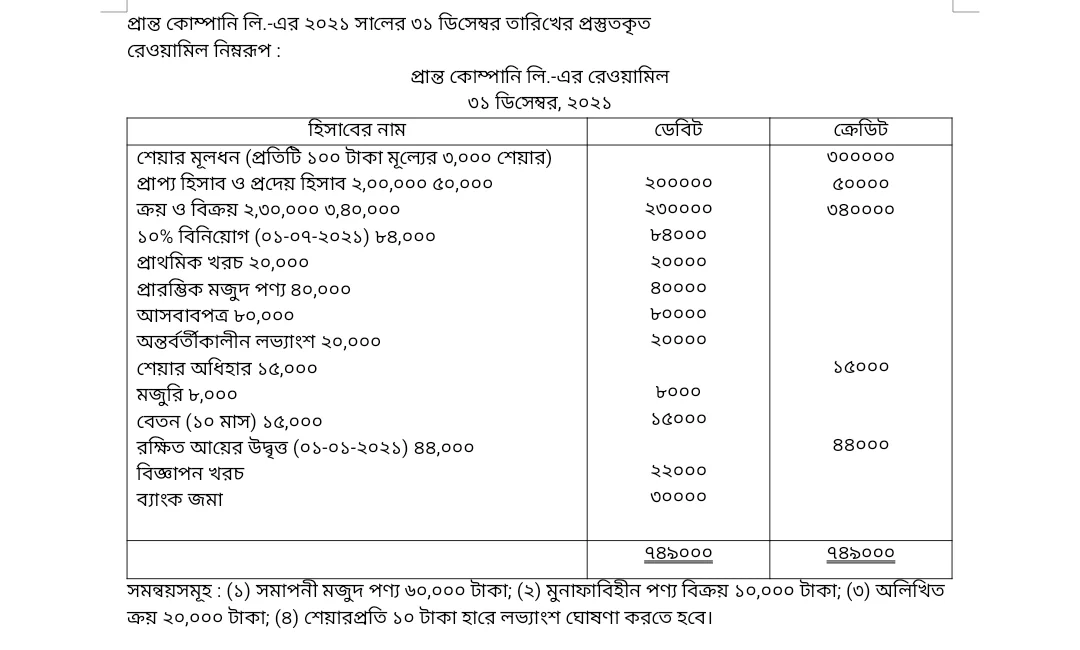 প্রান্ত কোম্পানি লি.-এর ২০২১ সালের ৩১ ডিসেম্বর তারিখের প্রস্তুতকৃত
রেওয়ামিল নিম্নরূপ :
প্রান্ত কোম্পানি লি.-এর রেওয়ামিল
৩১ ডিসেম্বর, ২০২১
হিসাবের নাম ডেবিট ক্রেডিট
শেয়ার মূলধন (প্রতিটি ১০০ টাকা মূল্যের ৩,০০০ শেয়ার) ৩০০০০০
প্রাপ্য হিসাব ও প্রদেয় হিসাব ২,০০,০০০ ৫০,০০০ ২০০০০০ ৫০০০০
ক্রয় ও বিক্রয় ২,৩০,০০০ ৩,৪০,০০০ ২৩০০০০ ৩৪০০০০
১০% বিনিয়োগ (০১-০৭-২০২১) ৮৪,০০০ ৮৪০০০
প্রাথমিক খরচ ২০,০০০ ২০০০০
প্রারম্ভিক মজুদ পণ্য ৪০,০০০ ৪০০০০
আসবাবপত্র ৮০,০০০ ৮০০০০
অন্তর্বর্তীকালীন লভ্যাংশ ২০,০০০ ২০০০০
শেয়ার অধিহার ১৫,০০০ ১৫০০০
মজুরি ৮,০০০ ৮০০০
বেতন (১০ মাস) ১৫,০০০ ১৫০০০
রক্ষিত আয়ের উদ্বৃত্ত (০১-০১-২০২১) ৪৪,০০০ ৪৪০০০
বিজ্ঞাপন খরচ ২২০০০
ব্যাংক জমা ৩০০০০
৭৪৯০০০ ৭৪৯০০০
সমন্বয়সমূহ : (১) সমাপনী মজুদ পণ্য ৬০,০০০ টাকা; (২) মুনাফাবিহীন পণ্য বিক্রয় ১০,০০০ টাকা; (৩) অলিখিত
ক্রয় ২০,০০০ টাকা; (৪) শেয়ারপ্রতি ১০ টাকা হারে লভ্যাংশ ঘোষণা করতে হবে।